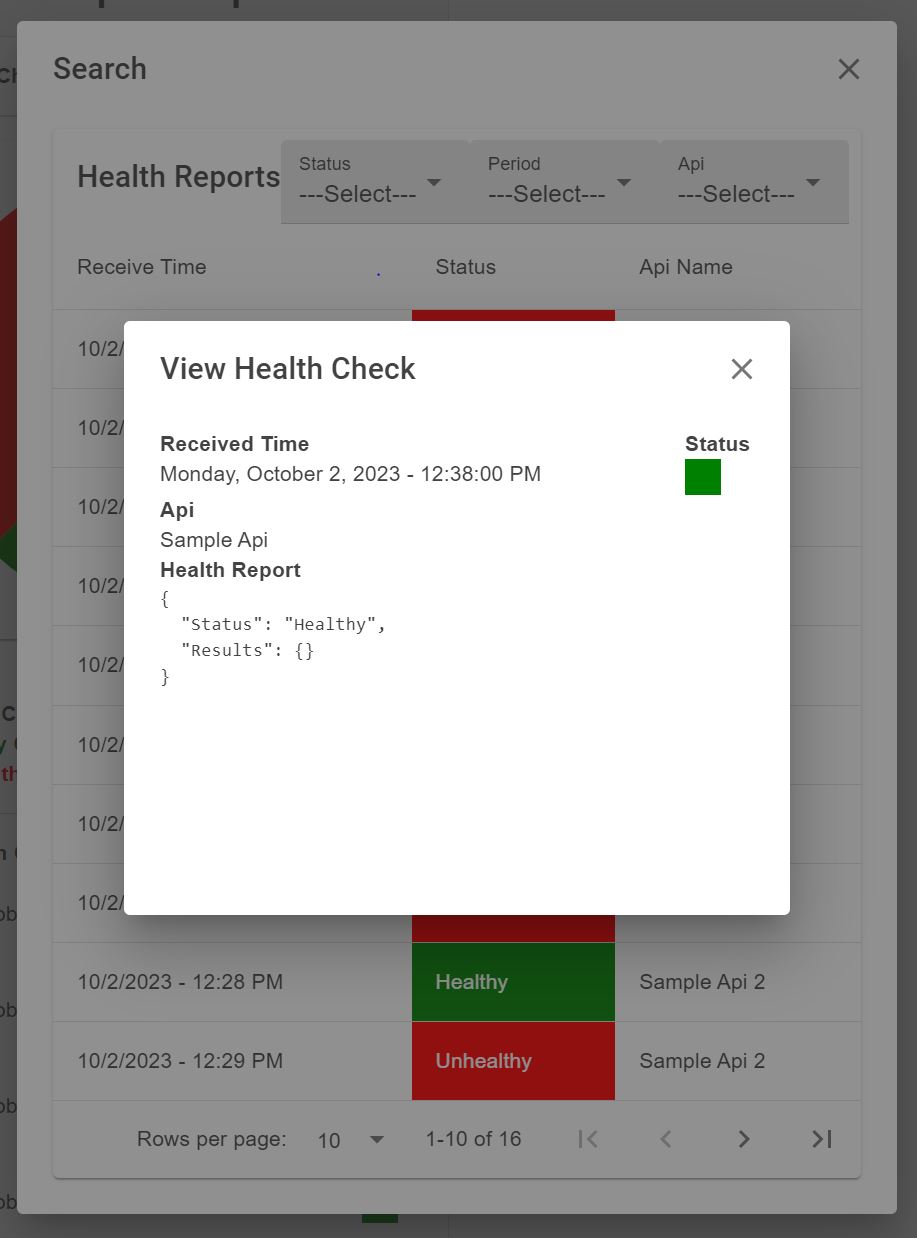 Search
Health Reports
Status
---Select---
Period
---Select---
Api
---Select---
Receive Time Status Api Name
10/2/
View Health Check
10/2/
Received Time Status
Monday, October 2, 2023 - 12:38:00 PM
10/2/
Api
Sample Api
Health Report
10/2/
{
"Status": "Healthy",
"Results": {}
10/2/
}
10/2/
10/2/
10/2/
10/2/2023 - 12:28 PM Healthy Sample Api 2
10/2/2023 - 12:29 PM Unhealthy Sample Api 2
Rows per page: 10 1-10 of 16